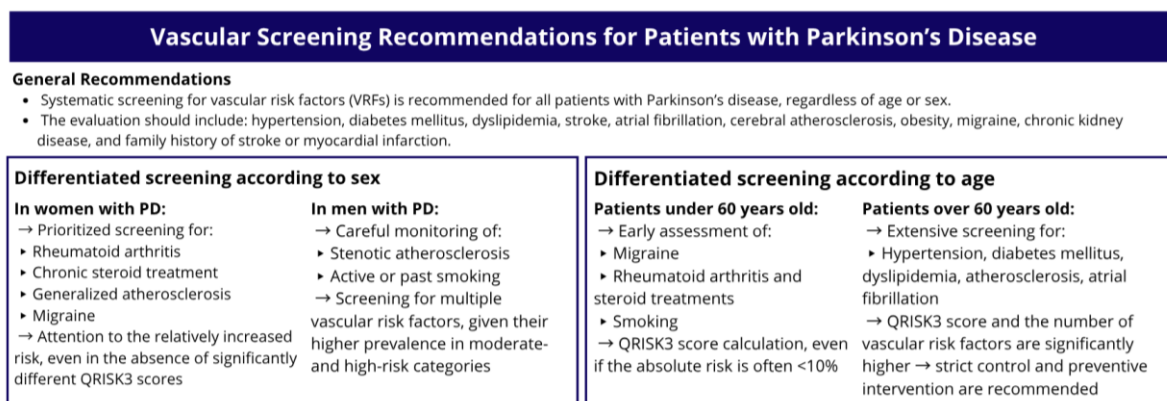 Vascular Screening Recommendations for Patients with Parkinson's Disease
General Recommendations
• Systematic screening for vascular risk factors (VRFs) is recommended for all patients with Parkinson's disease, regardless of age or sex.
• The evaluation should include: hypertension, diabetes mellitus, dyslipidemia, stroke, atrial fibrillation, cerebral atherosclerosis, obesity, migraine, chronic kidney
disease, and family history of stroke or myocardial infarction.
Differentiated screening according to sex
In women with PD:
→ Prioritized screening for:
▸ Rheumatoid arthritis
▸ Chronic steroid treatment
▸ Generalized atherosclerosis
▸ Migraine
→ Attention to the relatively increased
risk, even in the absence of significantly
different QRISK3 scores
In men with PD:
→ Careful monitoring of:
▸ Stenotic atherosclerosis
▸ Active or past smoking
→ Screening for multiple
vascular risk factors, given their
higher prevalence in moderate-
and high-risk categories
Differentiated screening according to age
Patients under 60 years old:
→ Early assessment of:
▸ Migraine
▸ Rheumatoid arthritis and
steroid treatments
▸ Smoking
→ QRISK3 score calculation, even
if the absolute risk is often <10%
Patients over 60 years old:
→ Extensive screening for:
▸ Hypertension, diabetes mellitus,
dyslipidemia, atherosclerosis, atrial
fibrillation
→ QRISK3 score and the number of
vascular risk factors are significantly
higher → strict control and preventive
intervention are recommended